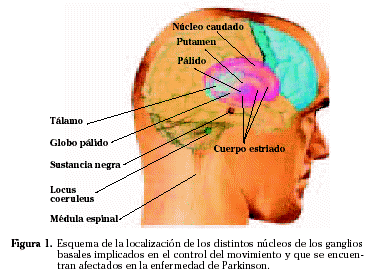 Núcleo caudado
Putamen
Pálido
Tálamo
Globo pálido
Sustancia negra
Locus
coeruleus
Médula espinal
Cuerpo estriado
Figura 1. Esquema de la localización de los distintos núcleos de los ganglios
basales implicados en el control del movimiento y que se encuen-
tran afectados en la enfermedad de Parkinson.